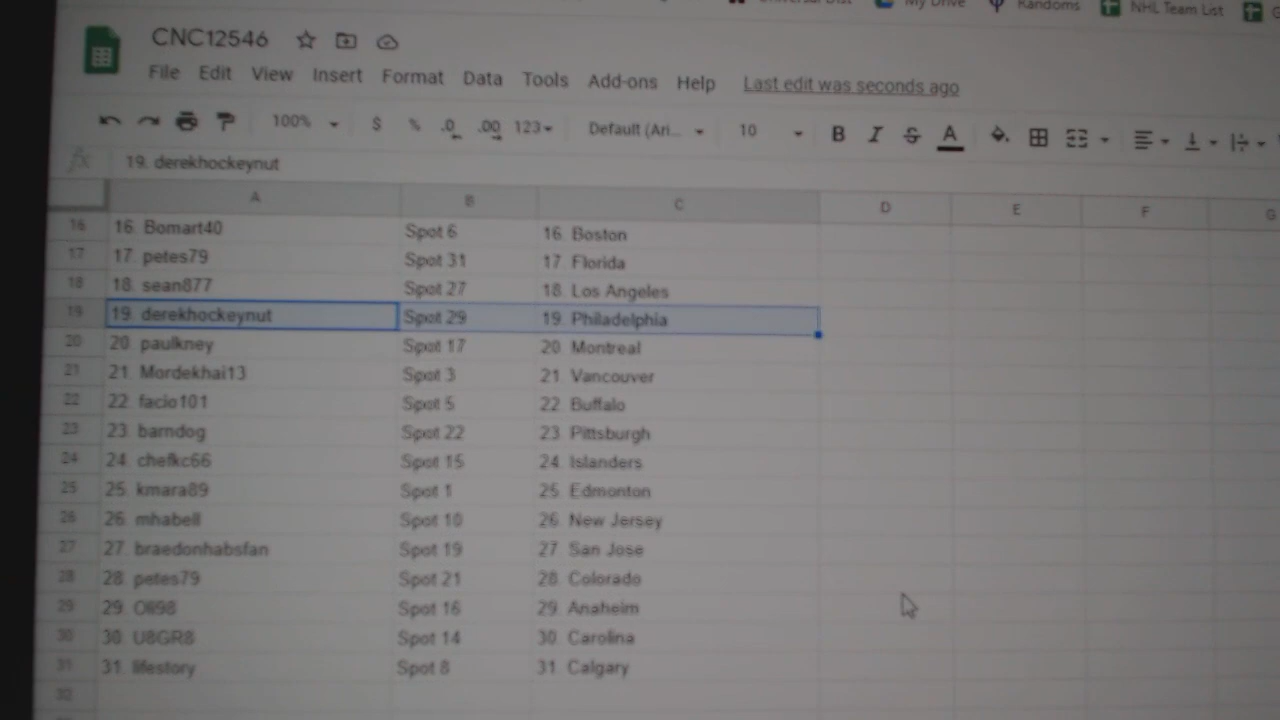 My Drive Randoms NHL Team List
CNC12546
File Edit View Insert Format Data Tools Add-ons Help Last edit was seconds ago
100% $ % .0 .00 123 Default (Ari... 10 B I S A
fx 19. derekhockeynut
A B C D E F G
16 16. Bomart40 Spot 6 16. Boston
17 17. petes79 Spot 31 17. Florida
18 18. sean877 Spot 27 18. Los Angeles
19 19. derekhockeynut Spot 29 19. Philadelphia
20 20. paulkney Spot 17 20. Montreal
21 21. Mordekhai13 Spot 3 21. Vancouver
22 22. facio101 Spot 5 22. Buffalo
23 23. barndog Spot 22 23. Pittsburgh
24 24. chefkc66 Spot 15 24. Islanders
25 25. kmara89 Spot 1 25. Edmonton
26 26. mhabell Spot 10 26. New Jersey
27 27. braedonhabsfan Spot 19 27. San Jose
28 28. petes79 Spot 21 28. Colorado
29 29. Oli98 Spot 16 29. Anaheim
30 30. U8GR8 Spot 14 30. Carolina
31 31. lifestory Spot 8 31. Calgary
32